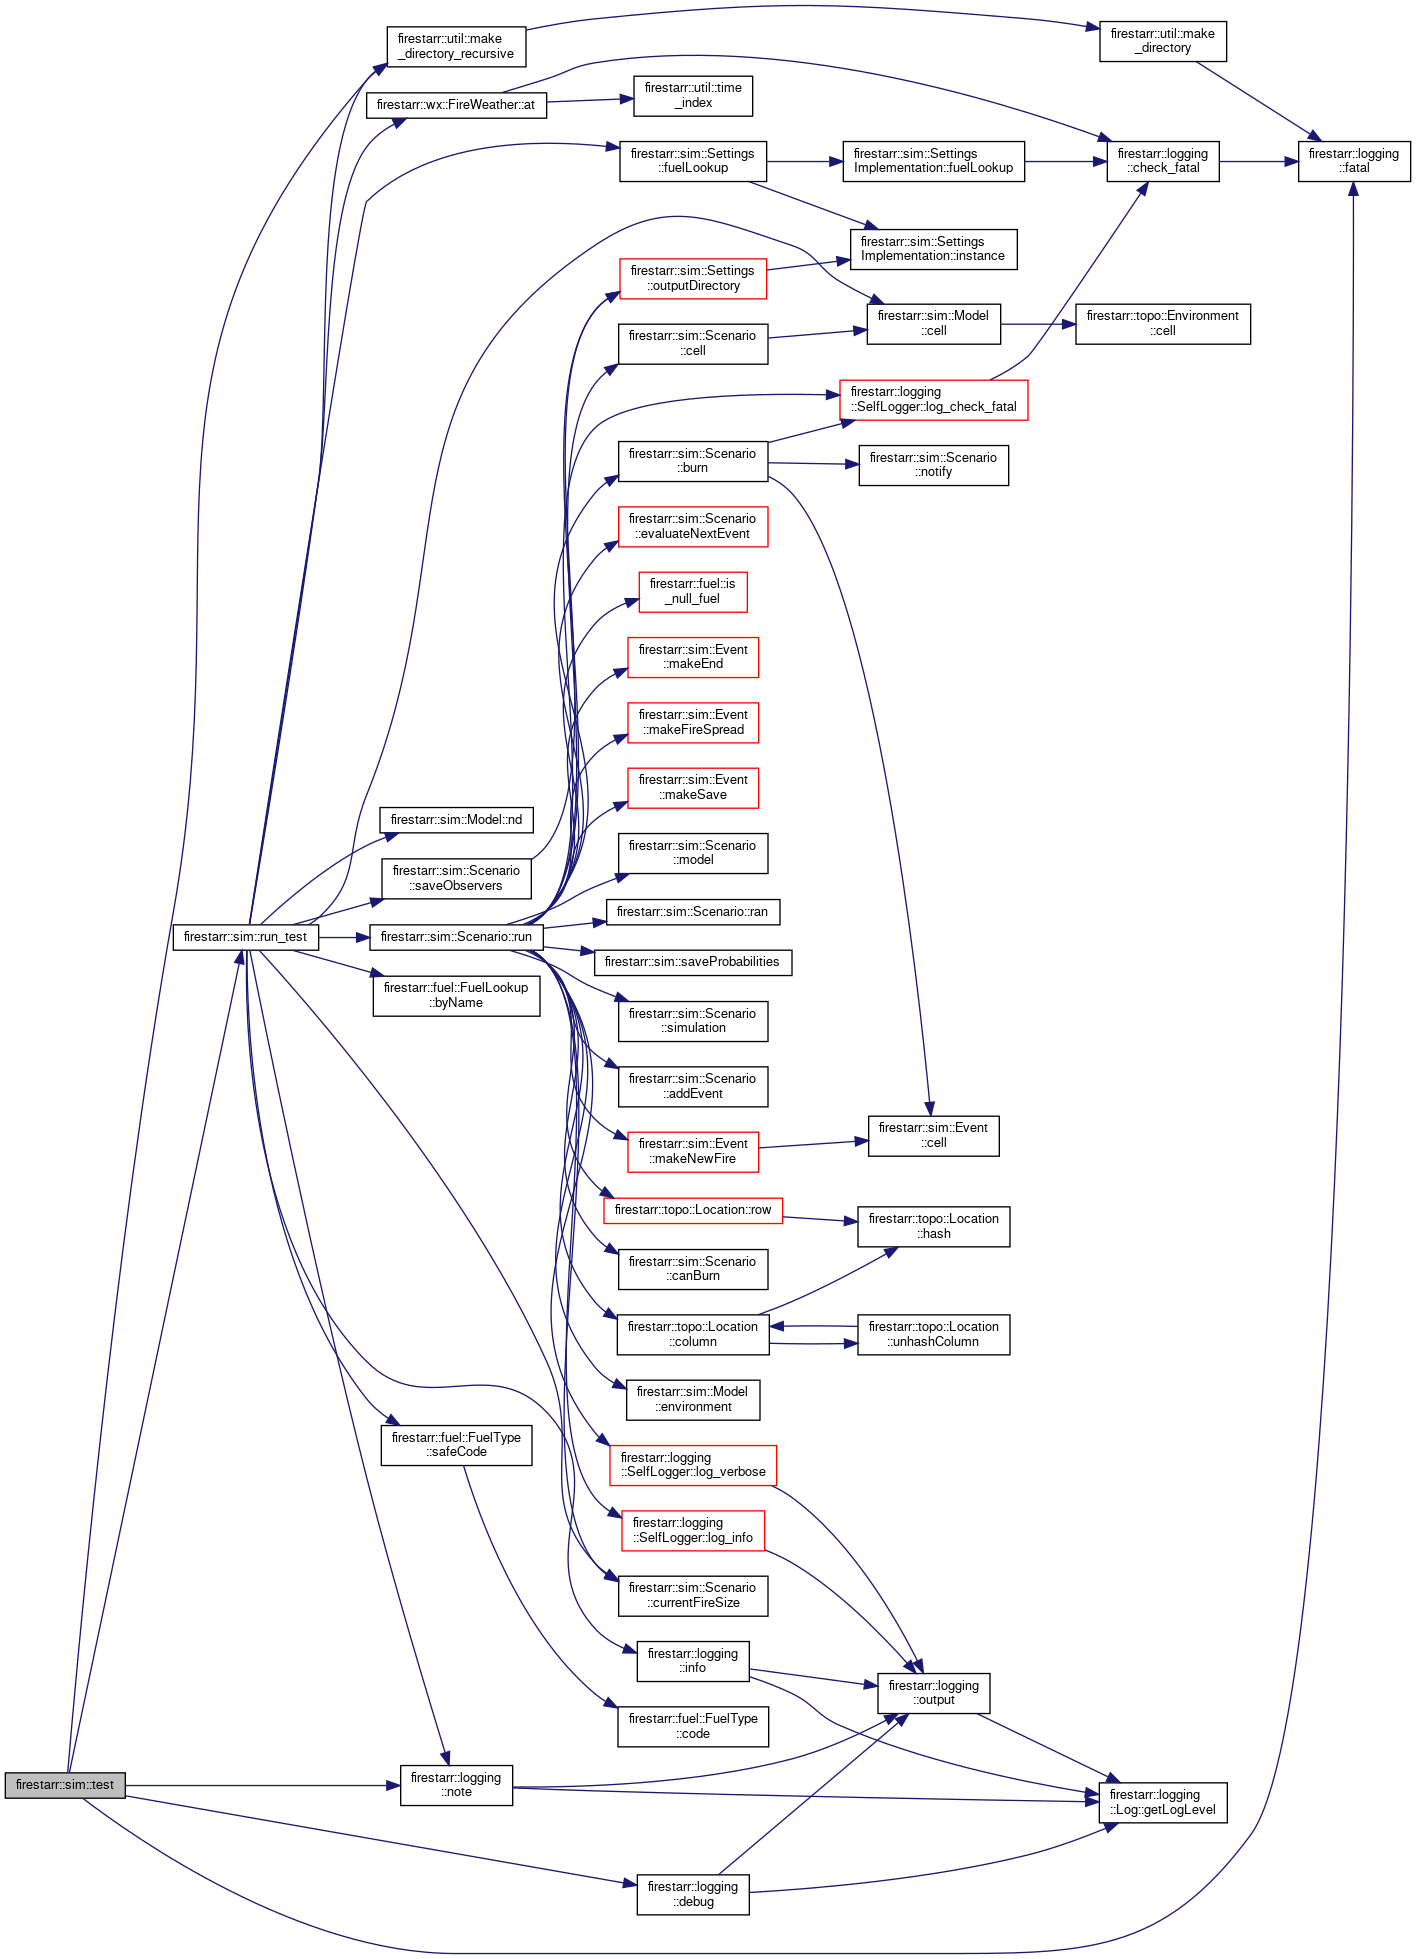 firestarr::util::make
_directory_recursive
firestarr::util::make
_directory
firestarr::wx::FireWeather::at
firestarr::util::time
_index
firestarr::sim::Settings
::fuelLookup
firestarr::sim::Settings
Implementation::fuelLookup
firestarr::logging
::check_fatal
firestarr::logging
::fatal
firestarr::sim::Settings
Implementation::instance
firestarr::sim::Settings
::outputDirectory
firestarr::sim::Model
::cell
firestarr::topo::Environment
::cell
firestarr::sim::Scenario
::cell
firestarr::logging
::SelfLogger::log_check_fatal
firestarr::sim::Scenario
::burn
firestarr::sim::Scenario
::notify
firestarr::sim::Scenario
::evaluateNextEvent
firestarr::fuel::is
_null_fuel
firestarr::sim::Event
::makeEnd
firestarr::sim::Event
::makeFireSpread
firestarr::sim::Event
::makeSave
firestarr::sim::Model::nd
firestarr::sim::Scenario
::model
firestarr::sim::Scenario
::saveObservers
firestarr::sim::Scenario::ran
firestarr::sim::run_test
firestarr::sim::Scenario::run
firestarr::sim::saveProbabilities
firestarr::fuel::FuelLookup
::byName
firestarr::sim::Scenario
::simulation
firestarr::sim::Scenario
::addEvent
firestarr::sim::Event
::makeNewFire
firestarr::sim::Event
::cell
firestarr::topo::Location::row
firestarr::topo::Location
::hash
firestarr::sim::Scenario
::canBurn
firestarr::topo::Location
::column
firestarr::topo::Location
::unhashColumn
firestarr::sim::Model
::environment
firestarr::fuel::FuelType
::safeCode
firestarr::logging
::SelfLogger::log_verbose
firestarr::logging
::SelfLogger::log_info
firestarr::sim::Scenario
::currentFireSize
firestarr::logging
::info
firestarr::logging
::output
firestarr::fuel::FuelType
::code
firestarr::sim::test
firestarr::logging
::note
firestarr::logging
::Log::getLogLevel
firestarr::logging
::debug